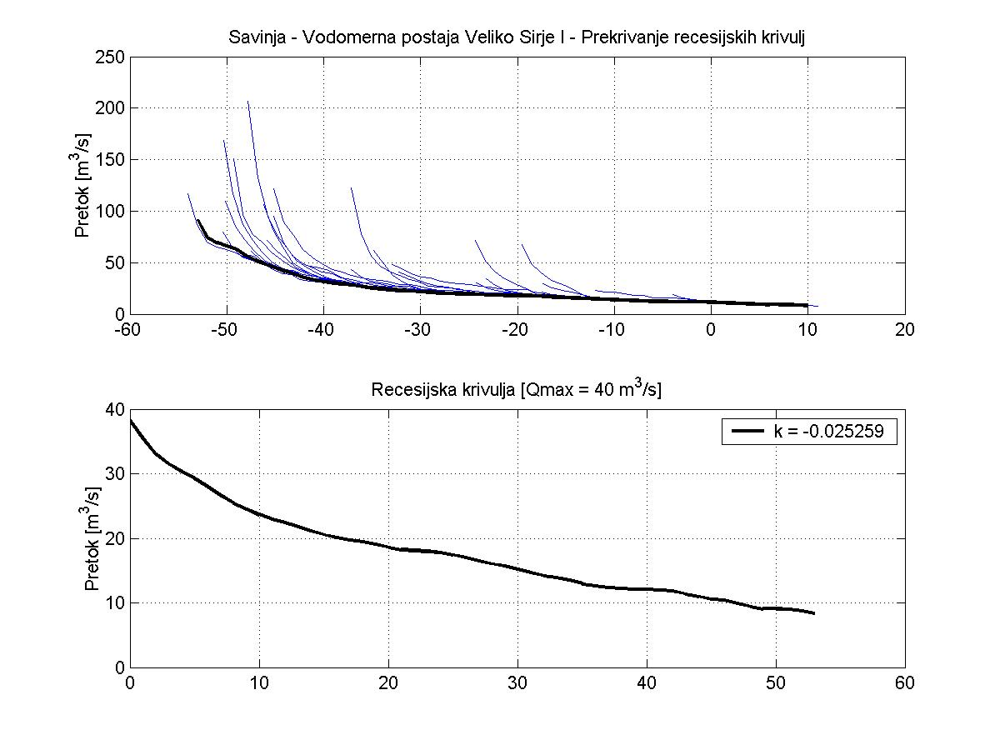 Savinja - Vodomerna postaja Veliko Sirje I - Prekrivanje recesijskih krivulj
250
200
150
100
50
0
Pretok [m³/s]
-60 -50 -40 -30 -20 -10 0 10 20
Recesijska krivulja [Qmax = 40 m³/s]
40
30
20
10
0
Pretok [m³/s]
k = -0.025259
0 10 20 30 40 50 60